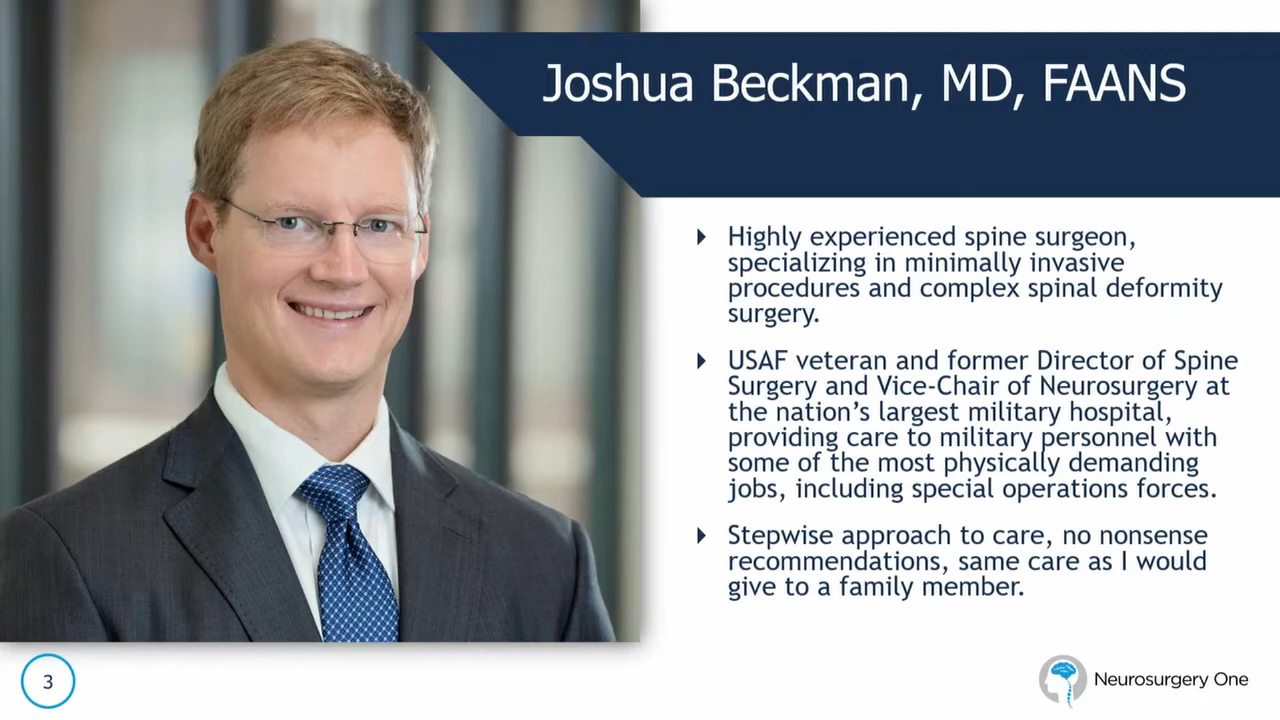 Joshua Beckman, MD, FAANS
Highly experienced spine surgeon,
specializing in minimally invasive
procedures and complex spinal deformity
surgery.
USAF veteran and former Director of Spine
Surgery and Vice-Chair of Neurosurgery at
the nation’s largest military hospital,
providing care to military personnel with
some of the most physically demanding
jobs, including special operations forces.
Stepwise approach to care, no nonsense
recommendations, same care as I would
give to a family member.
3
Neurosurgery One